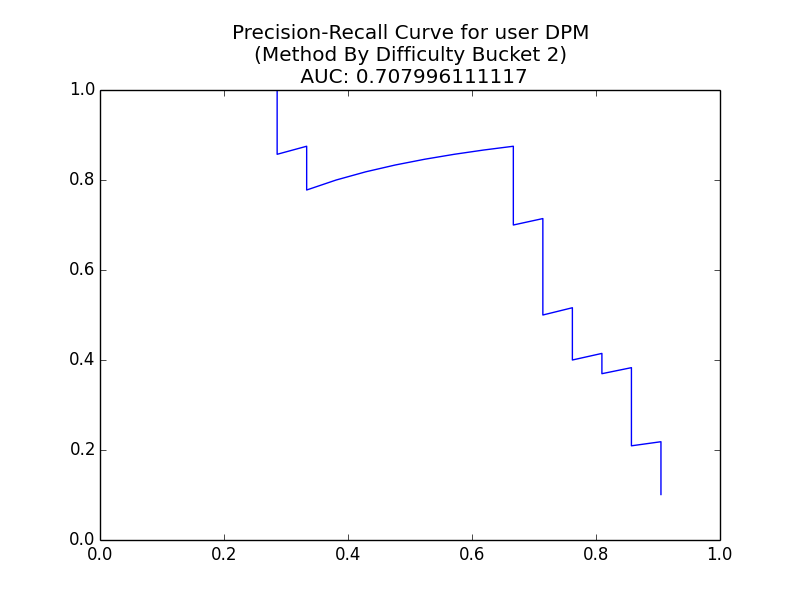 Precision-Recall Curve for user DPM
(Method By Difficulty Bucket 2)
AUC: 0.707996111117
1.0
0.8
0.6
0.4
0.2
0.0
0.0 0.2 0.4 0.6 0.8 1.0